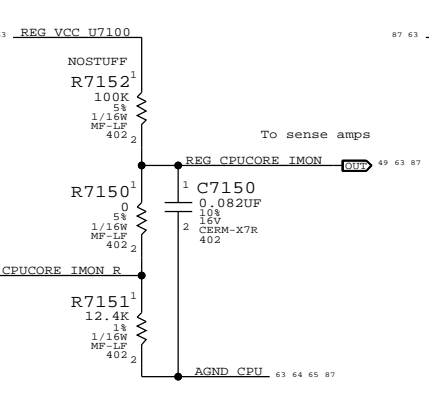 3 REG VCC U7100
87 63
NOSTUFF
R7152 1
100K
5%
1/16W
MF-LF
402 2
To sense amps
REG CPUCORE IMON OUT 49 63 87
R7150 1
0
5%
1/16W
MF-LF
402 2
1 C7150
0.082UF
10%
16V
2 CERM-X7R
402
CPUCORE IMON R
R7151 1
12.4K
1%
1/16W
MF-LF
402 2
AGND CPU 63 64 65 87